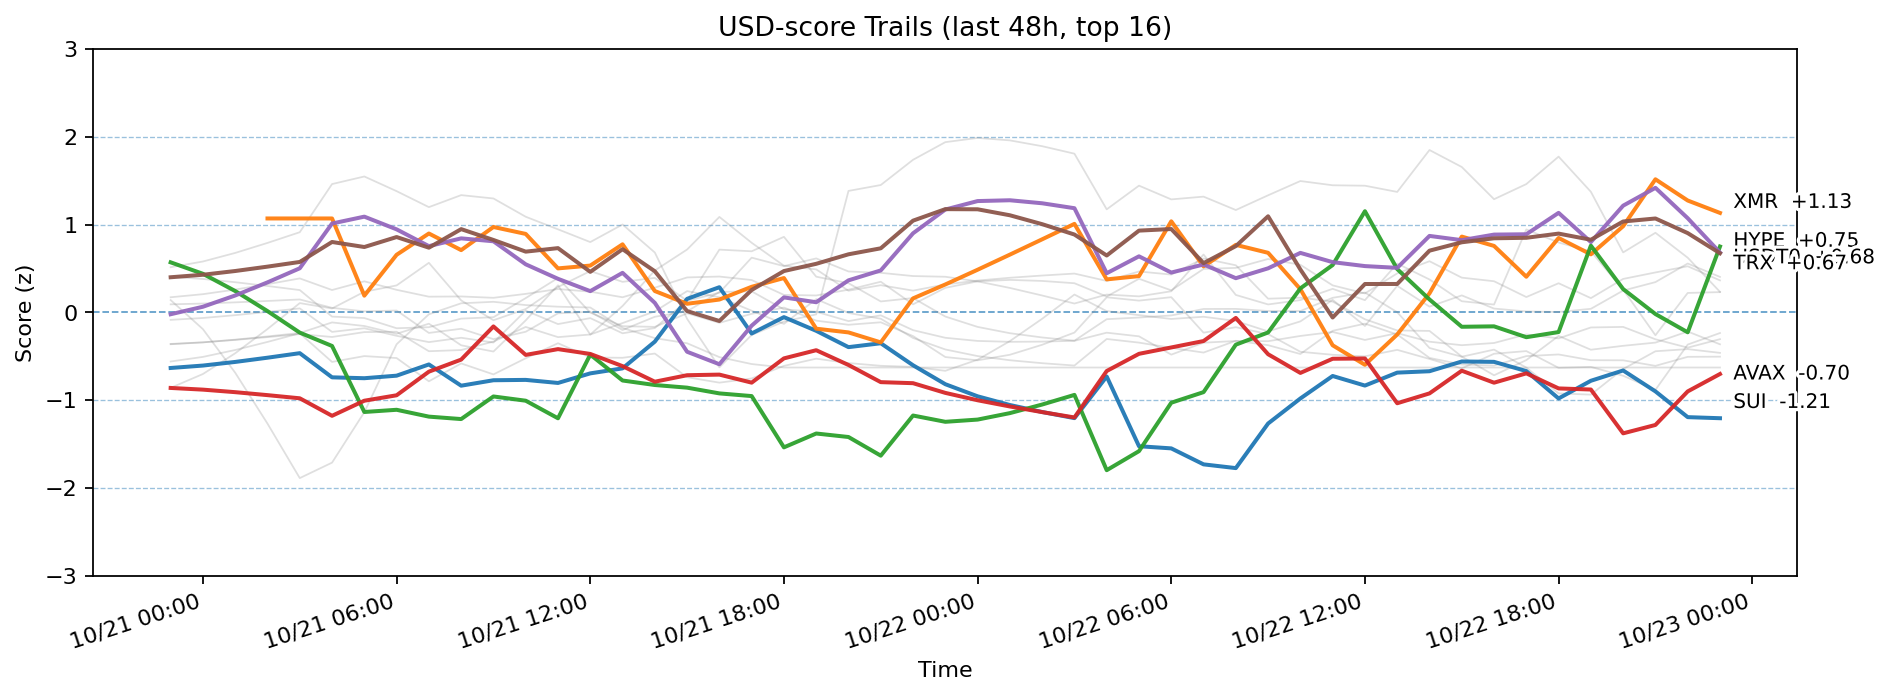 USD-score Trails (last 48h, top 16)
3
2
1
0
−1
−2
−3
Score (z)
XMR +1.13
HYPE +0.75
TRX +0.67
AVAX -0.70
SUI -1.21
10/21 00:00
10/21 06:00
10/21 12:00
10/21 18:00
10/22 00:00
10/22 06:00
10/22 12:00
10/22 18:00
10/23 00:00
Time